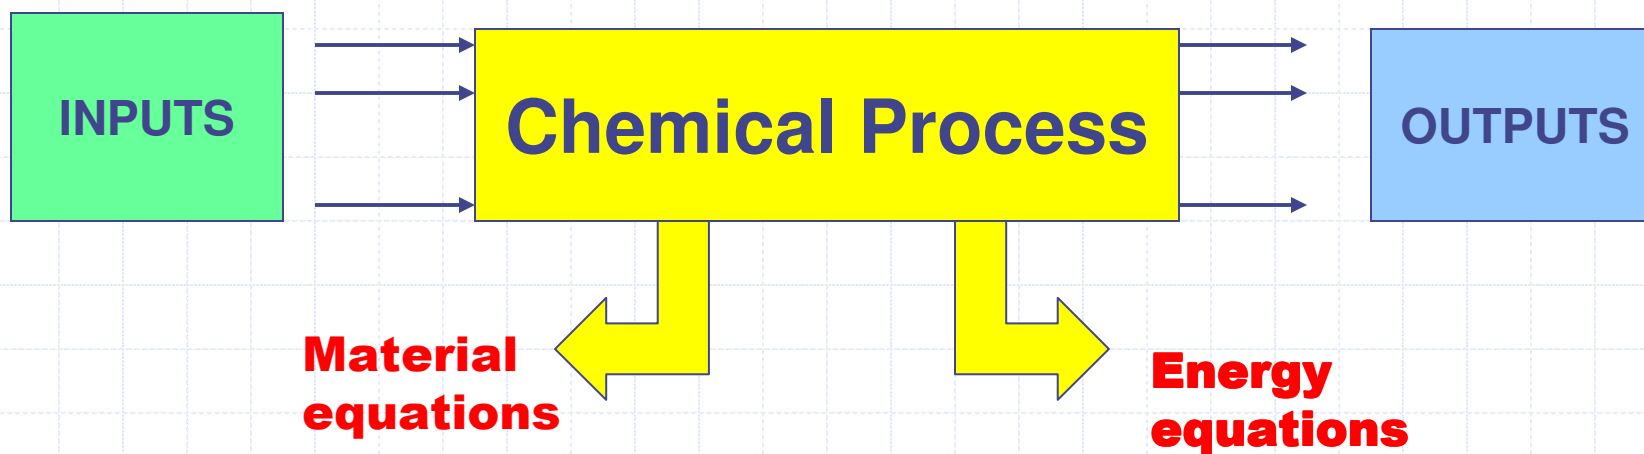 INPUTS
Chemical Process
OUTPUTS
Material
equations
Energy
equations